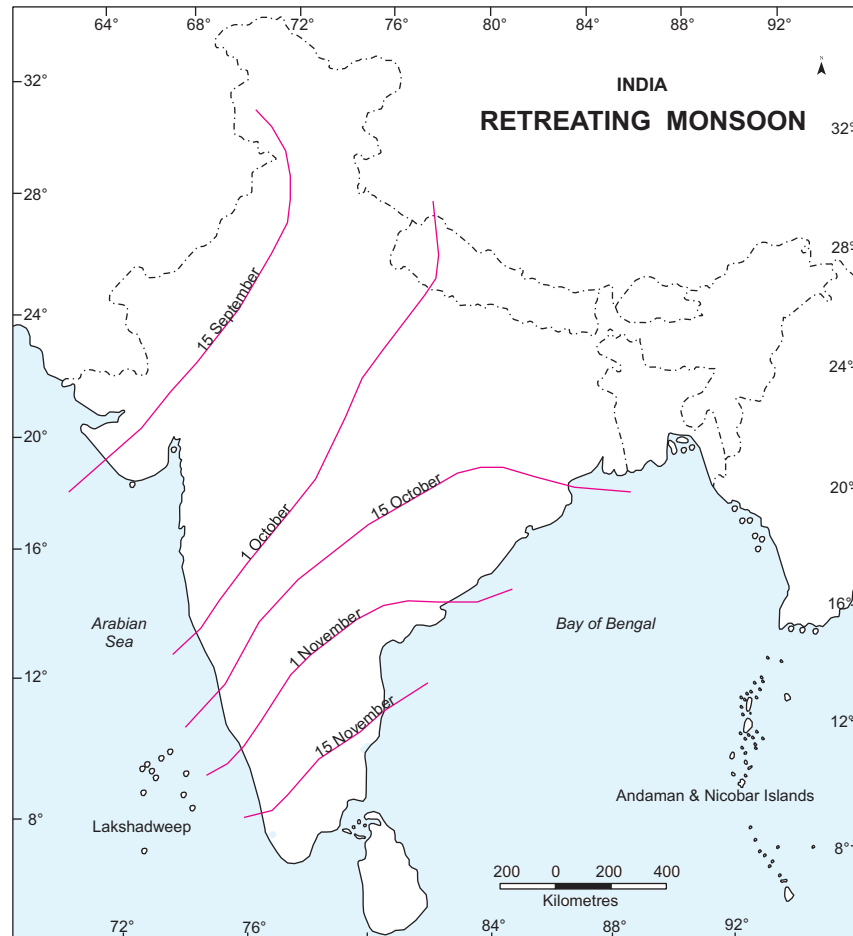 64° 68° 72° 76° 84° 88° 92°
N
INDIA
RETREATING MONSOON
32°
32°
28°
28°
24°
24°
20°
20°
16°
16°
12°
12°
8°
8°
15 September
1 October
15 October
1 November
15 November
Arabian
Sea
Bay of Bengal
Lakshadweep
Andaman & Nicobar Islands
200 0 200 400
Kilometres
72° 76° 84° 88° 92°